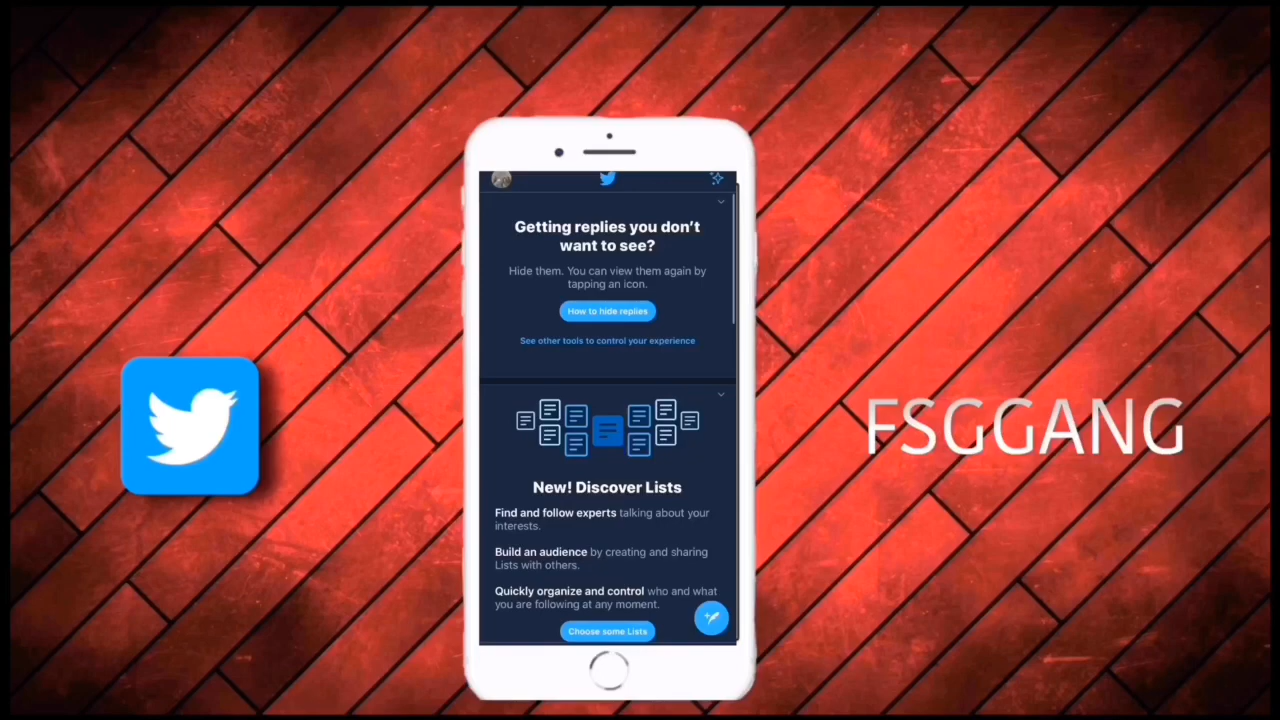 Getting replies you don't
want to see?
Hide them. You can view them again by
tapping an icon.
How to hide replies
See other tools to control your experience
New! Discover Lists
Find and follow experts talking about your
interests.
Build an audience by creating and sharing
Lists with others.
Quickly organize and control who and what
you are following at any moment.
Choose some Lists
FSGGANG